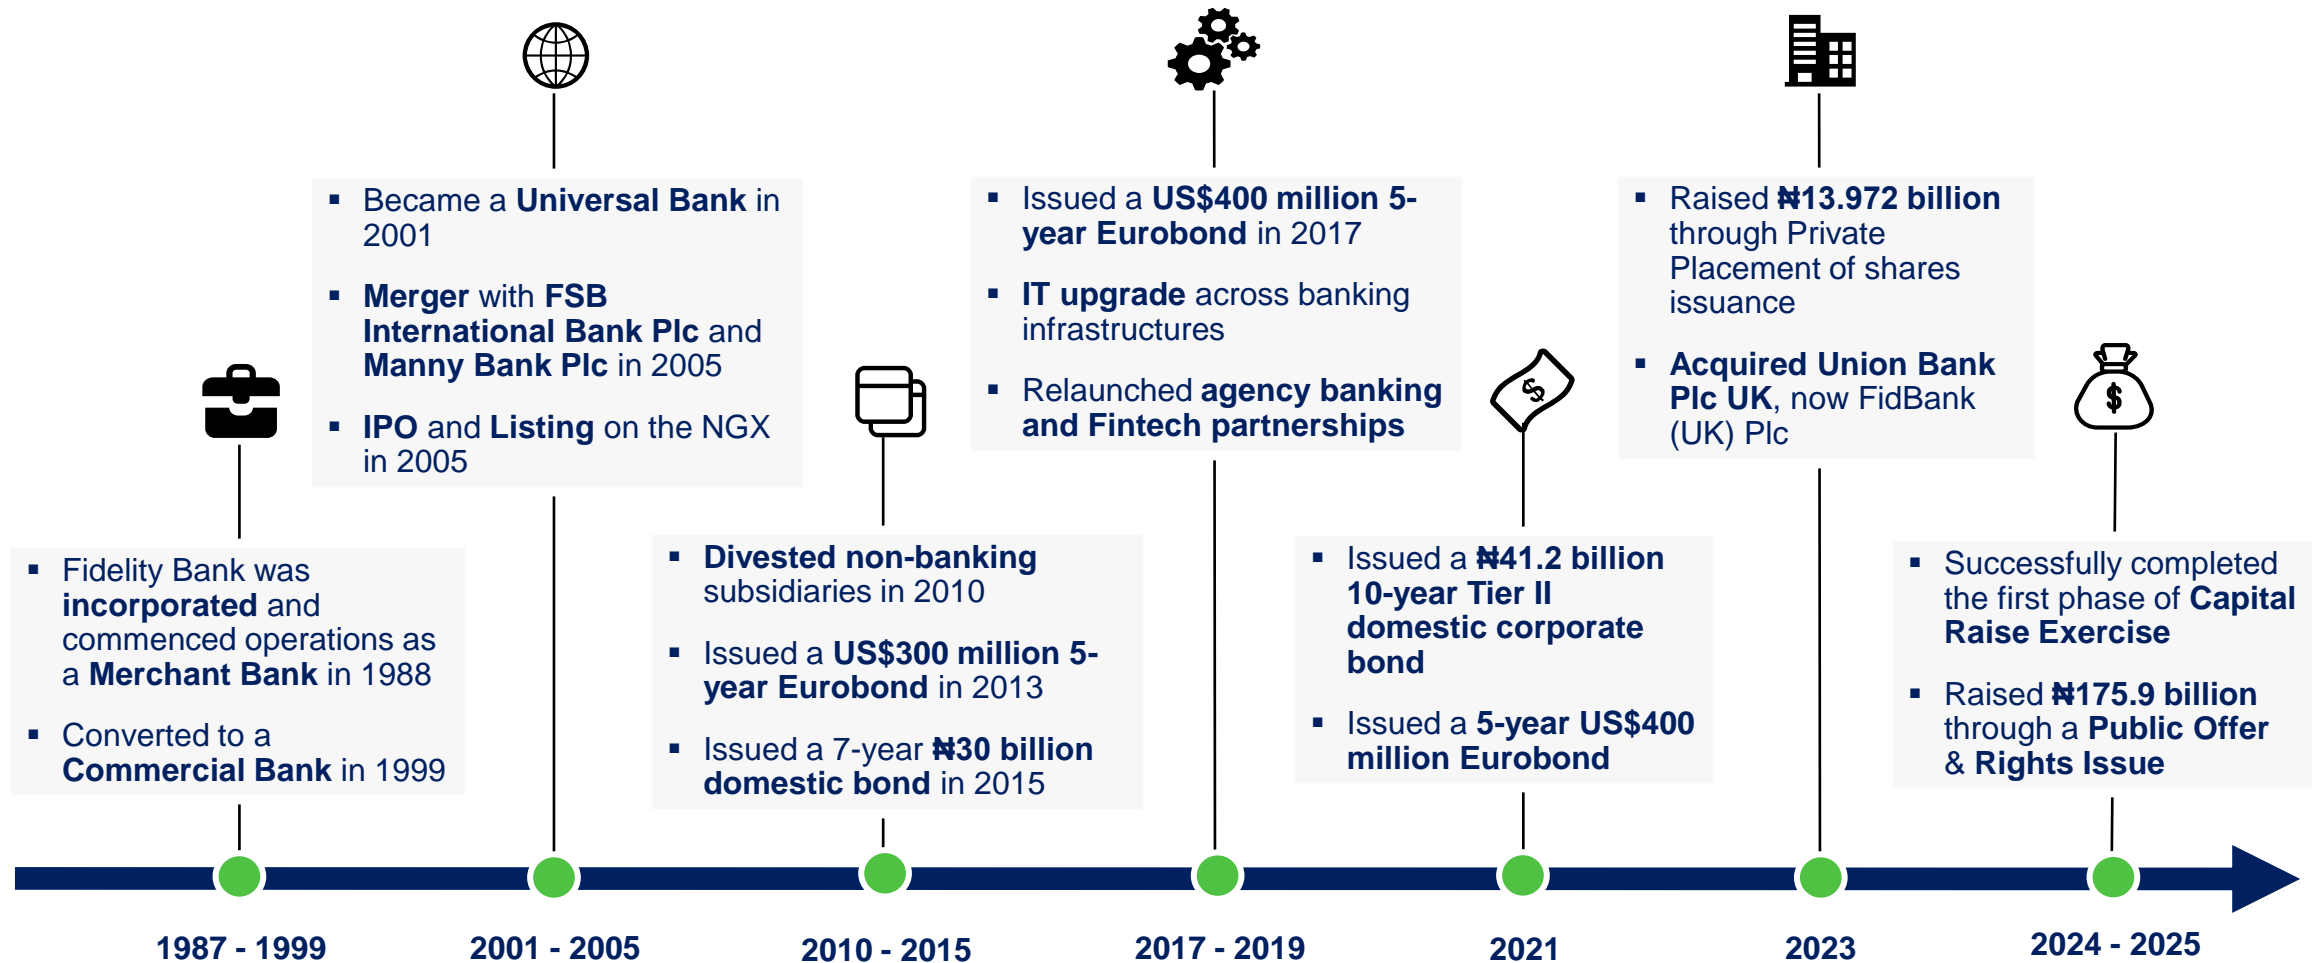 ▪ Fidelity Bank was
incorporated and
commenced operations as
a Merchant Bank in 1988
▪ Converted to a
Commercial Bank in 1999
1987 - 1999
▪ Became a Universal Bank in
2001
▪ Merger with FSB
International Bank Plc and
Manny Bank Plc in 2005
▪ IPO and Listing on the NGX
in 2005
2001 - 2005
▪ Divested non-banking
subsidiaries in 2010
▪ Issued a US$300 million 5-
year Eurobond in 2013
▪ Issued a 7-year ₦30 billion
domestic bond in 2015
2010 - 2015
▪ Issued a US$400 million 5-
year Eurobond in 2017
▪ IT upgrade across banking
infrastructures
▪ Relaunched agency banking
and Fintech partnerships
2017 - 2019
$
▪ Issued a ₦41.2 billion
10-year Tier II
domestic corporate
bond
▪ Issued a 5-year US$400
million Eurobond
2021
▪ Raised ₦13.972 billion
through Private
Placement of shares
issuance
▪ Acquired Union Bank
Plc UK, now FidBank
(UK) Plc
2023
$
▪ Successfully completed
the first phase of Capital
Raise Exercise
▪ Raised ₦175.9 billion
through a Public Offer
& Rights Issue
2024 - 2025